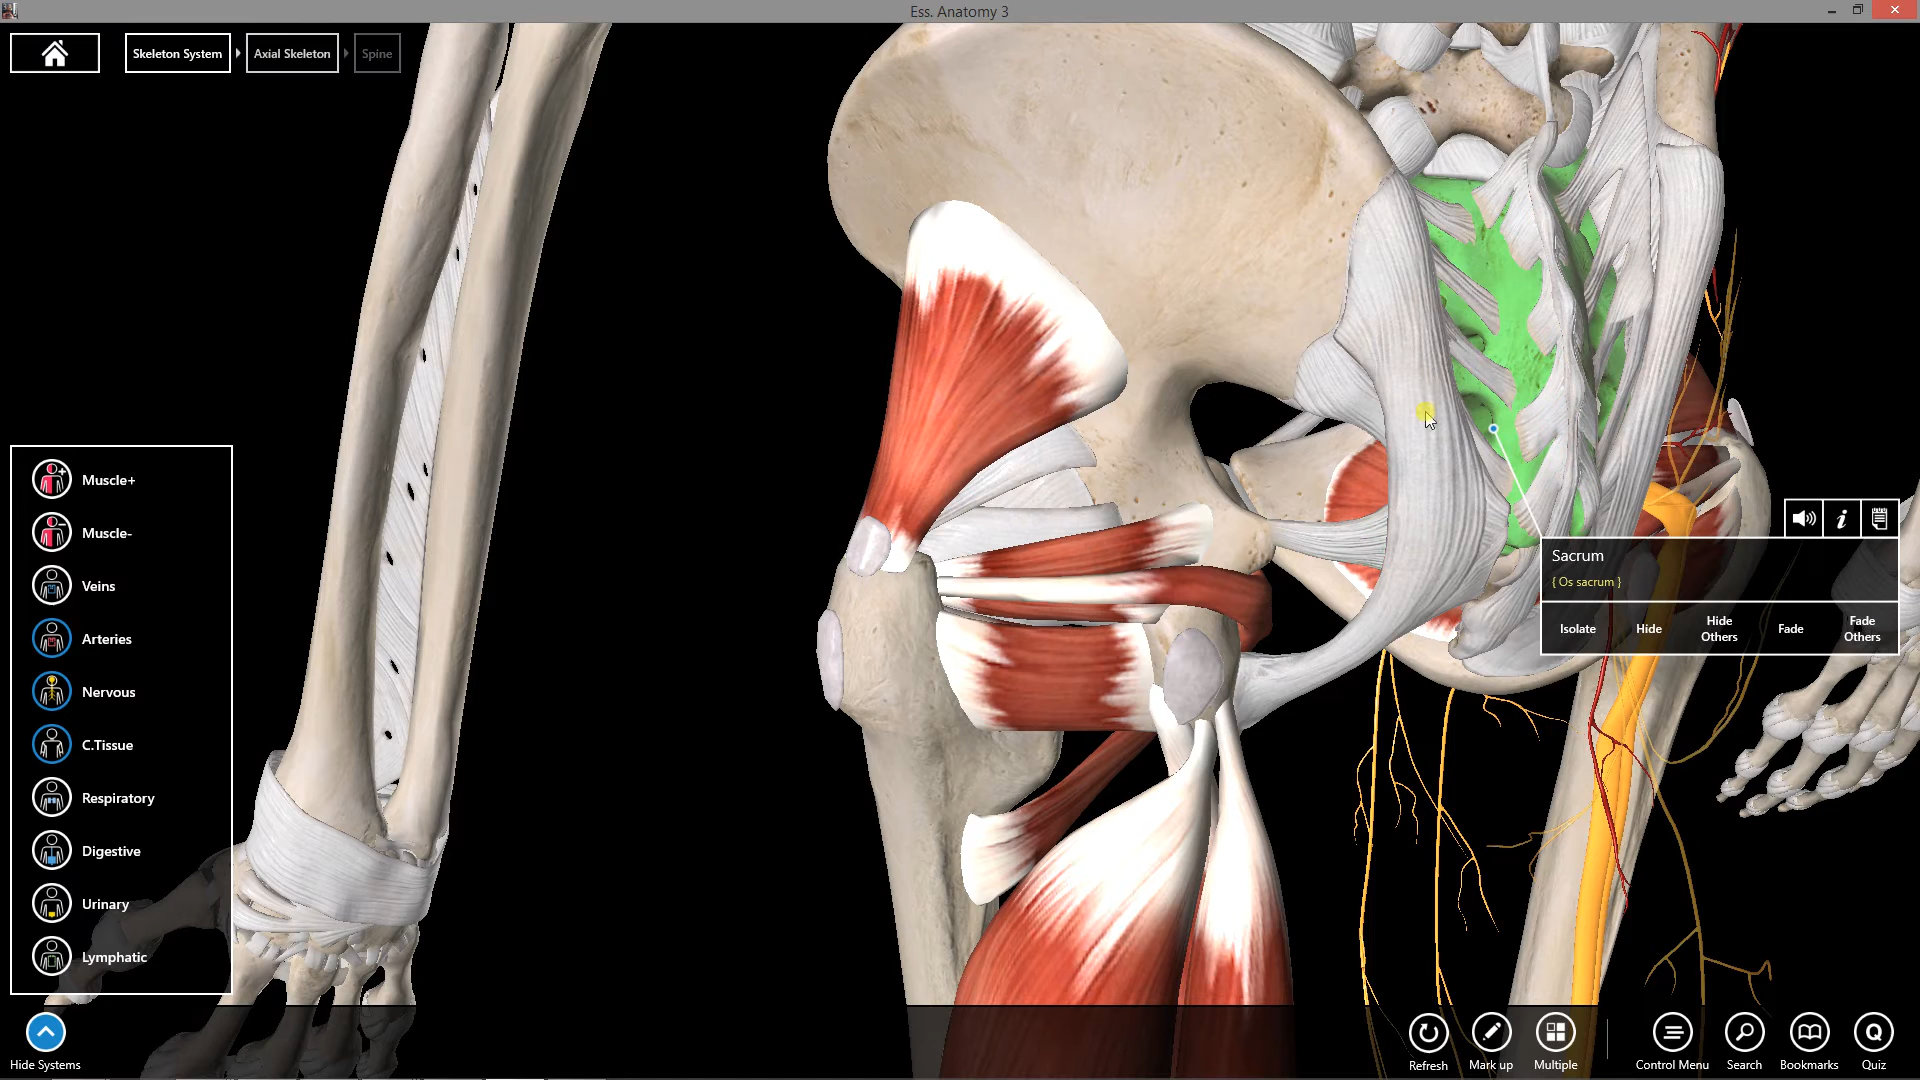 Ess. Anatomy 3
Skeleton System
Axial Skeleton
Spine
Muscle+
Muscle-
Veins
Arteries
Nervous
C.Tissue
Respiratory
Digestive
Urinary
Lymphatic
Hide Systems
Sacrum
{ Os sacrum }
Isolate
Hide
Hide
Others
Fade
Fade
Others
Refresh
Mark up
Multiple
Control Menu
Search
Bookmarks
Q
Quiz